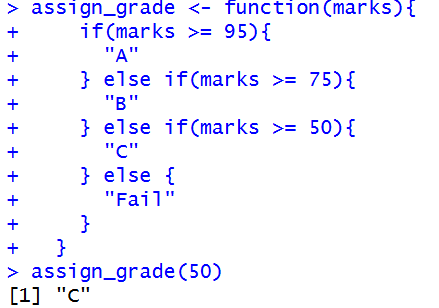 > assign_grade <- function(marks){
+     if(marks >= 95){
+       "A"
+     } else if(marks >= 75){
+       "B"
+     } else if(marks >= 50){
+       "C"
+     } else {
+       "Fail"
+     }
+   }
> assign_grade(50)
[1] "C"